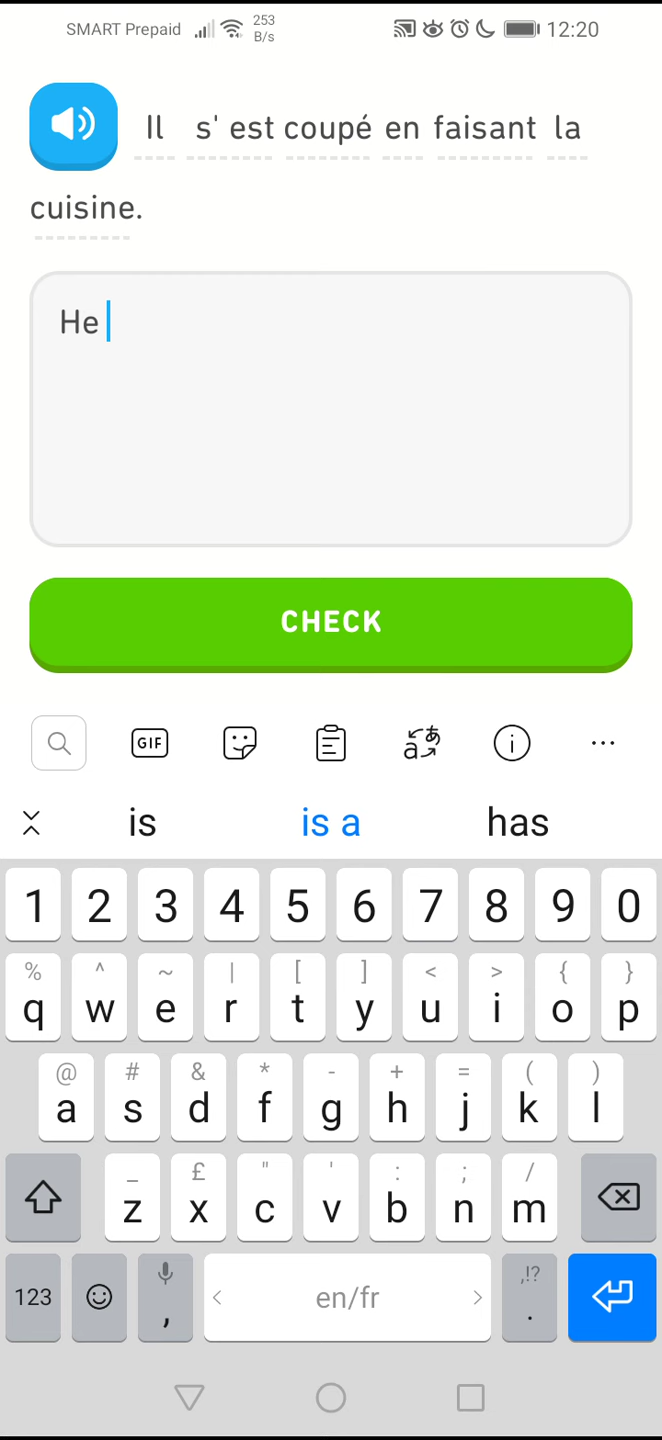 SMART Prepaid 253 B/s 12:20
Il s' est coupé en faisant la
cuisine.
He
CHECK
GIF
is is a has
1 2 3 4 5 6 7 8 9 0
% ^ ~ | [ ] < > { }
q w e r t y u i o p
@ # & * - + = ( )
a s d f g h j k l
_ £ " ' : ; /
z x c v b n m
,!?
123 , < en/fr > .